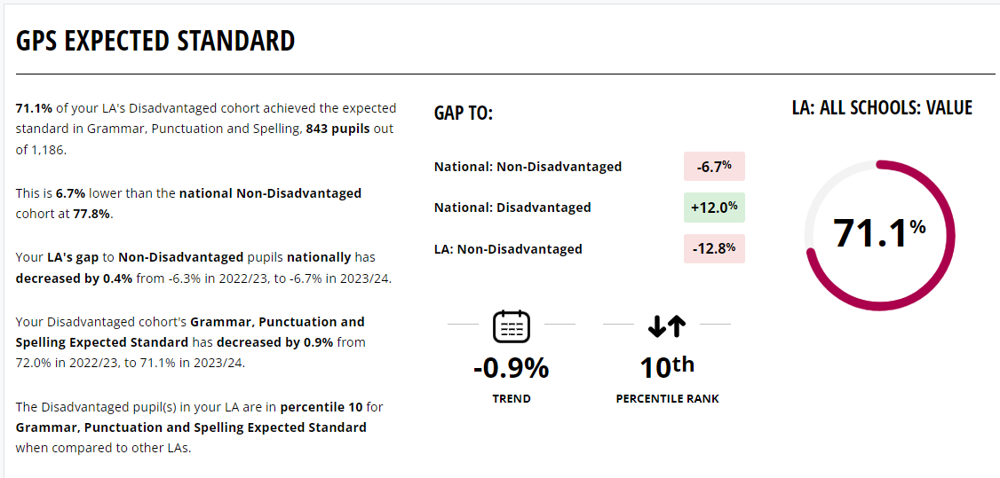 GPS EXPECTED STANDARD
71.1% of your LA's Disadvantaged cohort achieved the expected
standard in Grammar, Punctuation and Spelling, 843 pupils out
of 1,186.
This is 6.7% lower than the national Non-Disadvantaged
cohort at 77.8%.
Your LA's gap to Non-Disadvantaged pupils nationally has
decreased by 0.4% from -6.3% in 2022/23, to -6.7% in 2023/24.
Your Disadvantaged cohort's Grammar, Punctuation and
Spelling Expected Standard has decreased by 0.9% from
72.0% in 2022/23, to 71.1% in 2023/24.
The Disadvantaged pupil(s) in your LA are in percentile 10 for
Grammar, Punctuation and Spelling Expected Standard
when compared to other LAs.
GAP TO:
National: Non-Disadvantaged -6.7%
National: Disadvantaged +12.0%
LA: Non-Disadvantaged -12.8%
-0.9% 10th
TREND PERCENTILE RANK
LA: ALL SCHOOLS: VALUE
71.1%